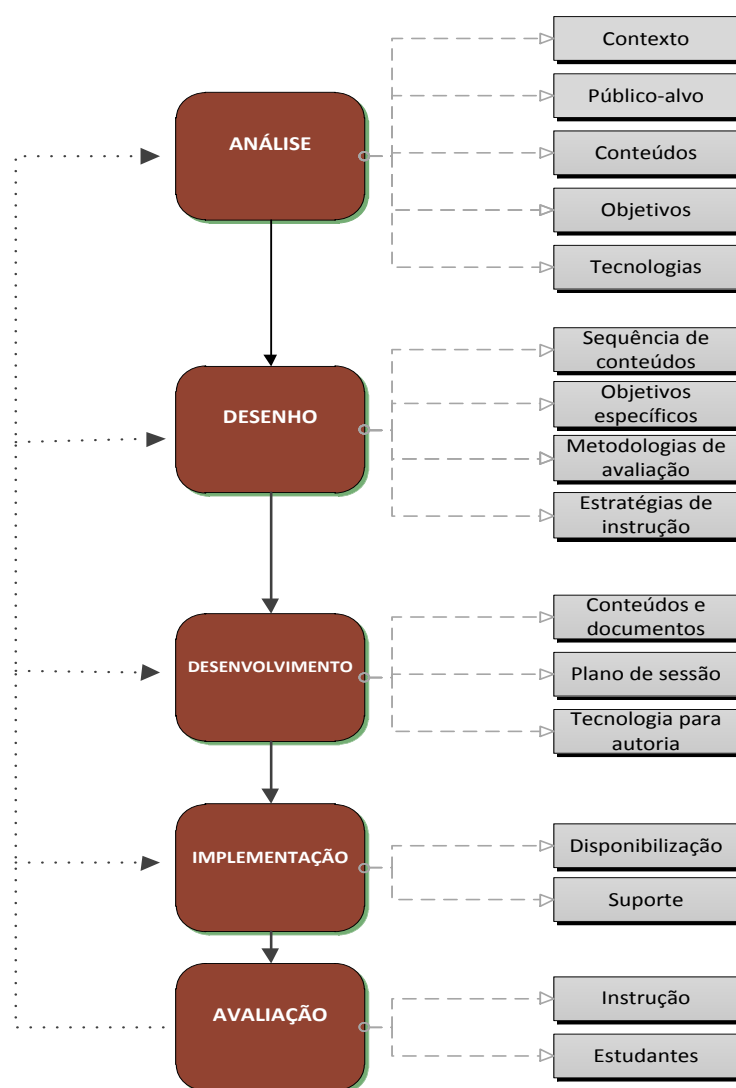 ANÁLISE
Contexto
Público-alvo
Conteúdos
Objetivos
Tecnologias
DESENHO
Sequência de
conteúdos
Objetivos
específicos
Metodologias de
avaliação
Estratégias de
instrução
DESENVOLVIMENTO
Conteúdos e
documentos
Plano de sessão
Tecnologia para
autoria
IMPLEMENTAÇÃO
Disponibilização
Suporte
AVALIAÇÃO
Instrução
Estudantes